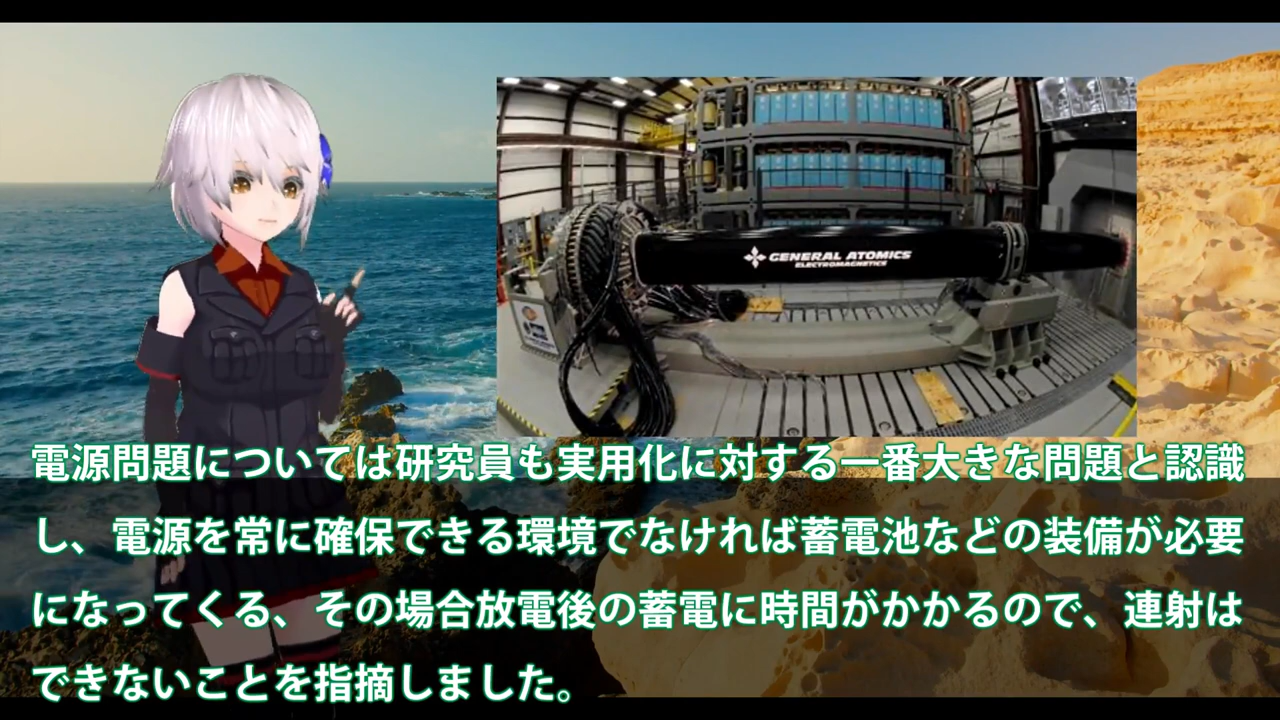 GENERAL ATOMICS
ELECTROMAGNETICS
電源問題については研究員も実用化に対する一番大きな問題と認識
し、電源を常に確保できる環境でなければ蓄電池などの装備が必要
になってくる、その場合放電後の蓄電に時間がかかるので、連射は
できないことを指摘しました。